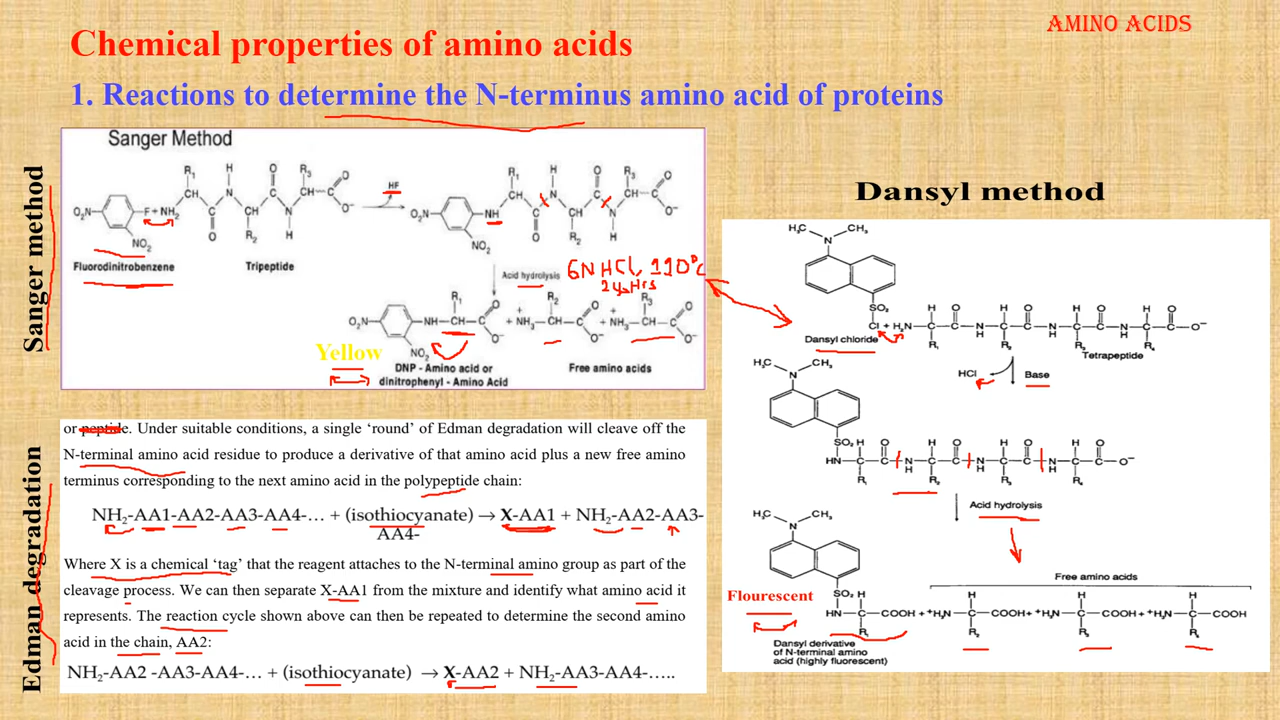 AMINO ACIDS
Chemical properties of amino acids
1. Reactions to determine the N-terminus amino acid of proteins
Sanger method
Sanger Method
R₁ H O R₃ O
CH N C CH C
O₂N F + NH₂ C CH N O⁻
NO₂ O R₂ H
HF
R₁ H O R₃ O
CH N C CH C
O₂N NH C CH N O⁻
NO₂ O R₂ H
Fluorodinitrobenzene Tripeptide
Acid hydrolysis 6N HCl, 110°C
24 Hrs
R₁ O R₂ O R₃ O
O₂N NH CH C + NH₃ CH C + NH₃ CH C
+ +
NO₂ O⁻ O⁻ O⁻
Yellow
DNP - Amino acid or Free amino acids
dinitrophenyl - Amino Acid
Edman degradation
or peptide. Under suitable conditions, a single ‘round’ of Edman degradation will cleave off the
N-terminal amino acid residue to produce a derivative of that amino acid plus a new free amino
terminus corresponding to the next amino acid in the polypeptide chain:
NH₂-AA1-AA2-AA3-AA4-… + (isothiocyanate) → X-AA1 + NH₂-AA2-AA3-
AA4-
Where X is a chemical ‘tag’ that the reagent attaches to the N-terminal amino group as part of the
cleavage process. We can then separate X-AA1 from the mixture and identify what amino acid it
represents. The reaction cycle shown above can then be repeated to determine the second amino
acid in the chain, AA2:
NH₂-AA2 -AA3-AA4-… + (isothiocyanate) → X-AA2 + NH₂-AA3-AA4-…..
Dansyl method
H₃C CH₃
N
SO₂ H O H O H O H O
Cl + H₂N C C N C C N C C N C C O⁻
Dansyl chloride R₁ H R₂ H R₃ H R₄
Tetrapeptide
HCl Base
H₃C CH₃
N
SO₂ H O H O H O H O
HN C C N C C N C C N C C O⁻
R₁ H R₂ H R₃ H R₄
Acid hydrolysis
H₃C CH₃
N
Free amino acids
Flourescent
SO₂ H H H H
HN C COOH + ⁺H₃N C COOH + ⁺H₃N C COOH + ⁺H₃N C COOH
R₁ R₂ R₃ R₄
Dansyl derivative
of N-terminal amino
acid (highly fluorescent)